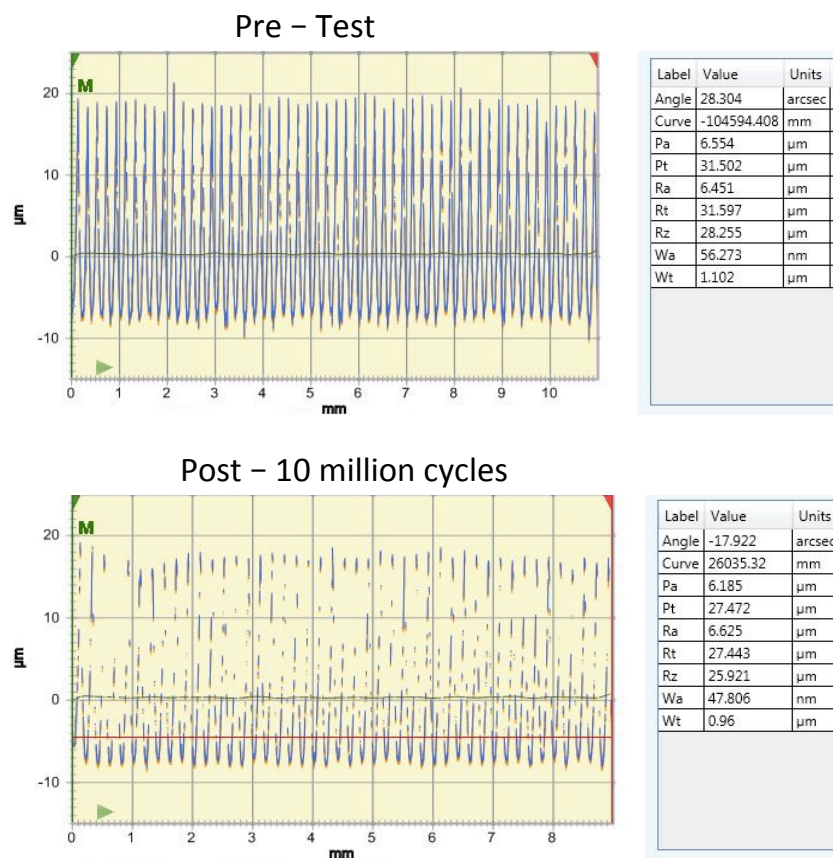 Pre – Test
M
20
10
0
-10
µm
0 1 2 3 4 5 6 7 8 9 10
mm
Label Value Units
Angle 28.304 arcsec
Curve -104594.408 mm
Pa 6.554 µm
Pt 31.502 µm
Ra 6.451 µm
Rt 31.597 µm
Rz 28.255 µm
Wa 56.273 nm
Wt 1.102 µm
Post – 10 million cycles
M
20
10
0
-10
µm
0 1 2 3 4 5 6 7 8
mm
Label Value Units
Angle -17.922 arcsec
Curve 26035.32 mm
Pa 6.185 µm
Pt 27.472 µm
Ra 6.625 µm
Rt 27.443 µm
Rz 25.921 µm
Wa 47.806 nm
Wt 0.96 µm